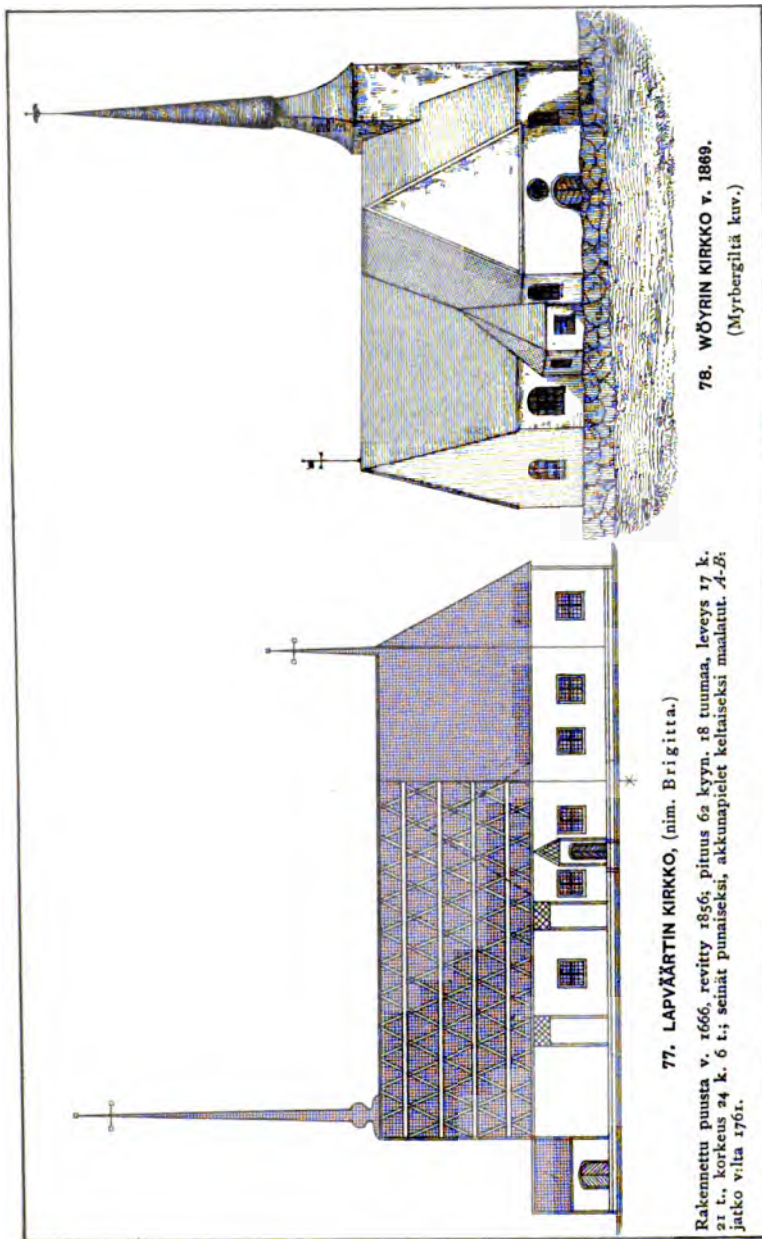 77. LAPVÄÄRTIN KIRKKO, (nim. Brigitta.)
Rakennettu puusta v. 1666, revitty 1856; pituus 62 kyyn. 18 tuumaa, leveys 17 k.
21 t., korkeus 24 k. 6 t.; seinät punaiseksi, akkunapielet keltaiseksi maalatut. A-B:
jatko v:lta 1761.
78. WÖYRIN KIRKKO v. 1869.
(Myrbergiltä kuv.)